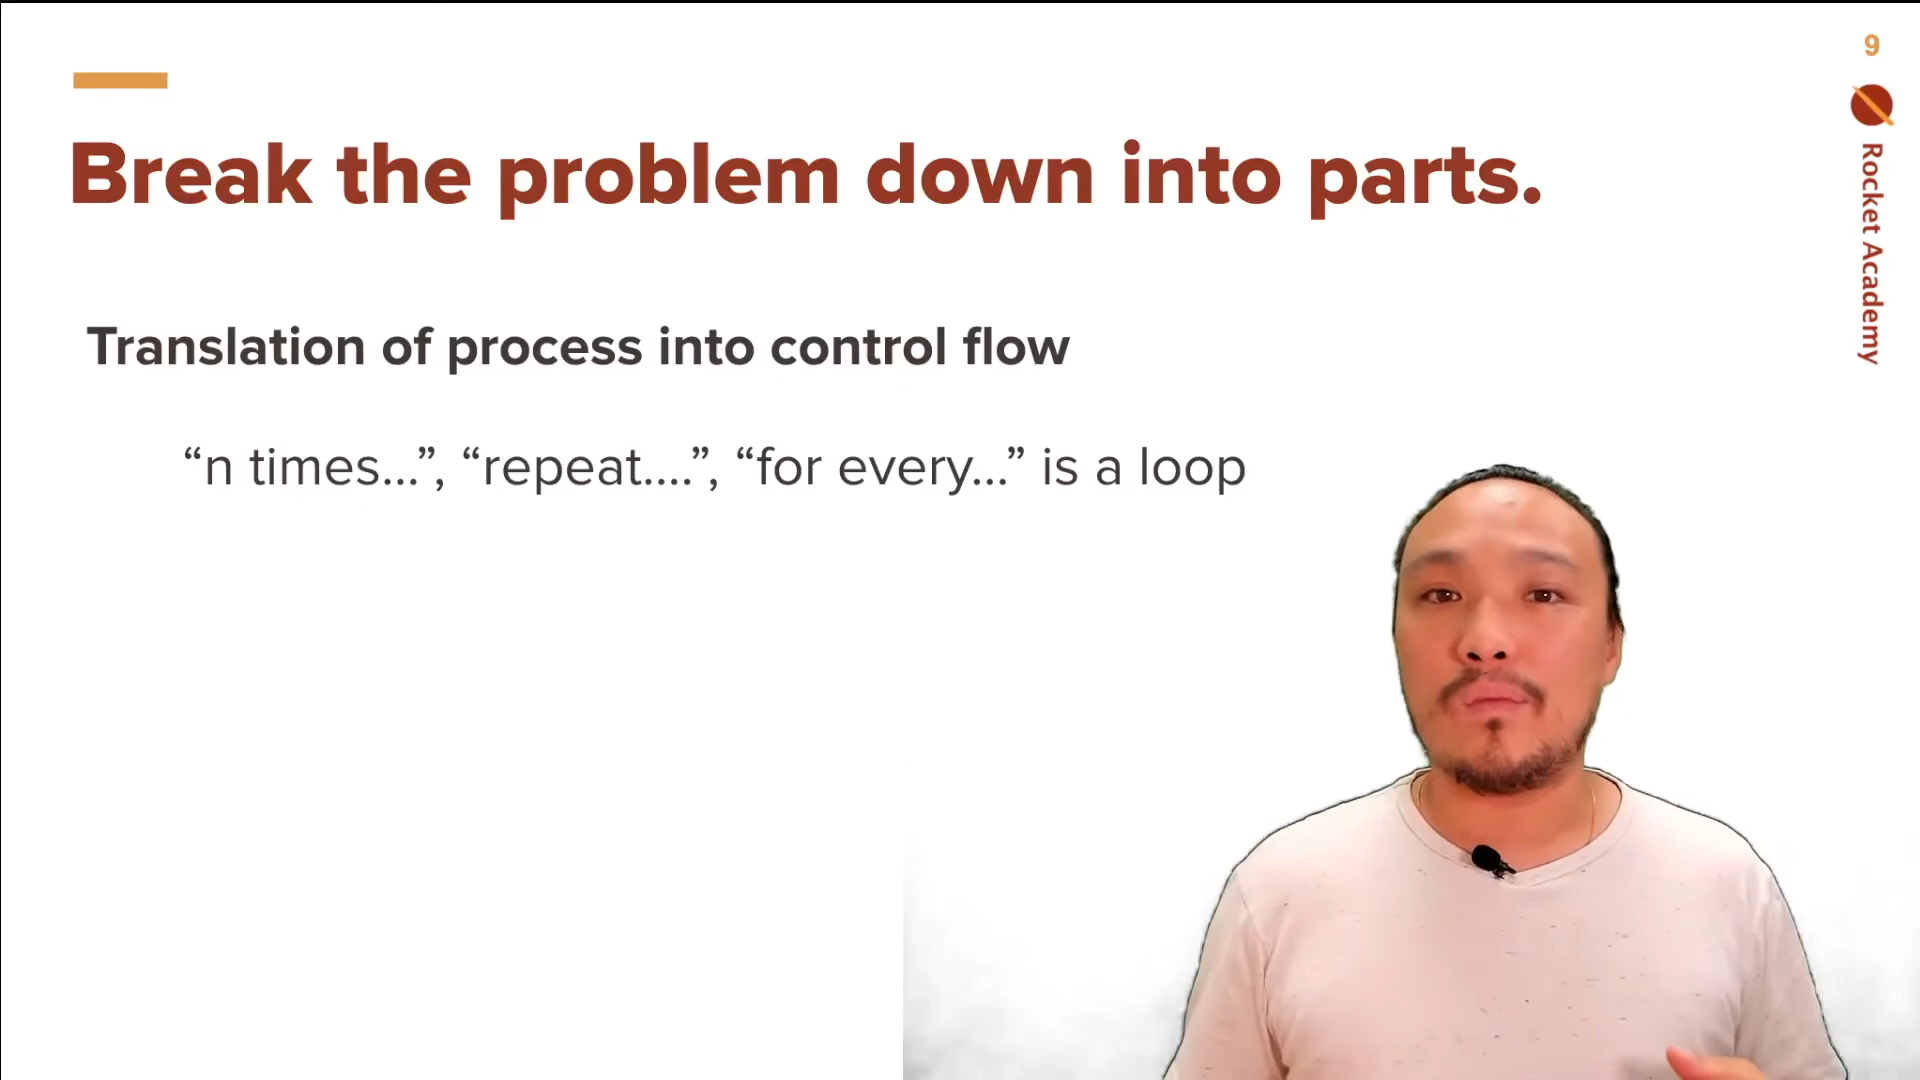 9
Rocket Academy
Break the problem down into parts.
Translation of process into control flow
“n times...”, “repeat....”, “for every...” is a loop